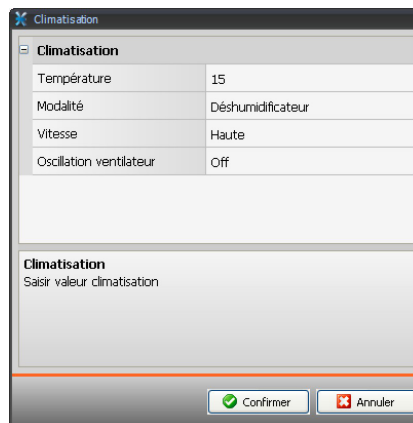 Climatisation
Climatisation
Température 15
Modalité Déshumidificateur
Vitesse Haute
Oscillation ventilateur Off
Climatisation
Saisir valeur climatisation
Confirmer Annuler